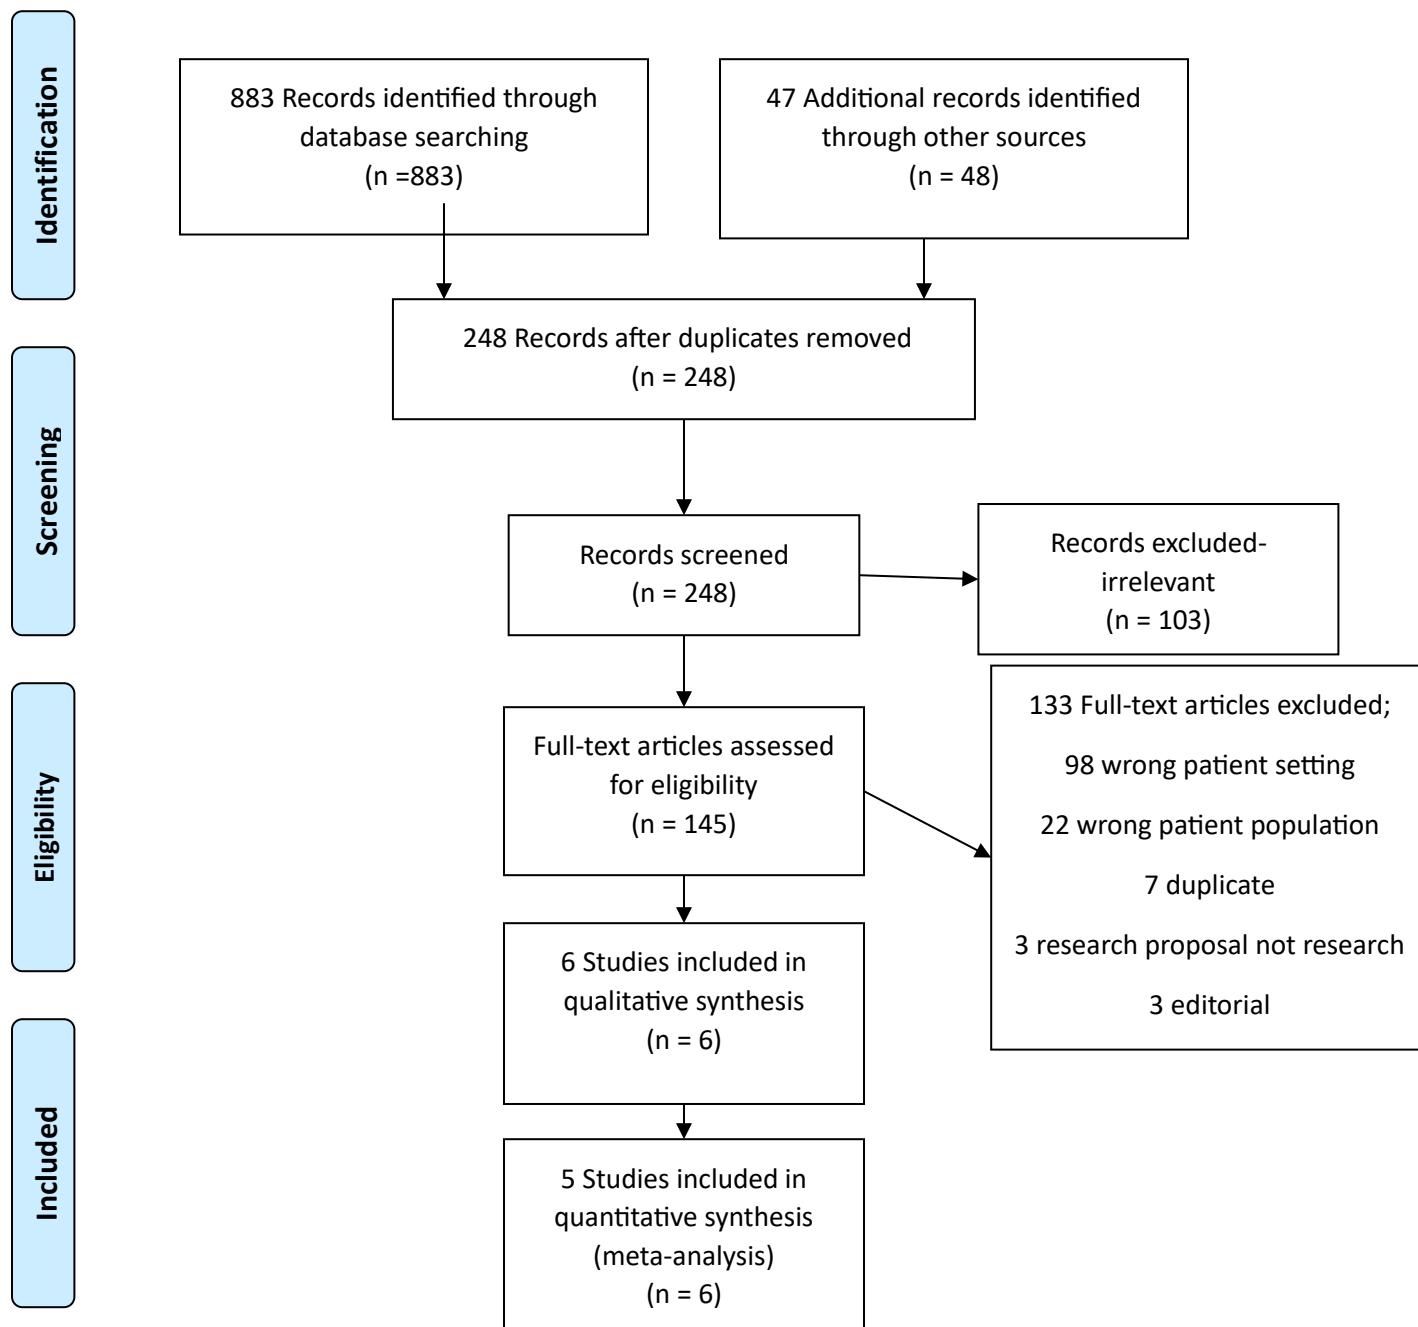 Identification
883 Records identified through
database searching
(n =883)
47 Additional records identified
through other sources
(n = 48)
248 Records after duplicates removed
(n = 248)
Screening
Records screened
(n = 248)
Records excluded-
irrelevant
(n = 103)
Eligibility
Full-text articles assessed
for eligibility
(n = 145)
133 Full-text articles excluded;
98 wrong patient setting
22 wrong patient population
7 duplicate
3 research proposal not research
3 editorial
6 Studies included in
qualitative synthesis
(n = 6)
Included
5 Studies included in
quantitative synthesis
(meta-analysis)
(n = 6)